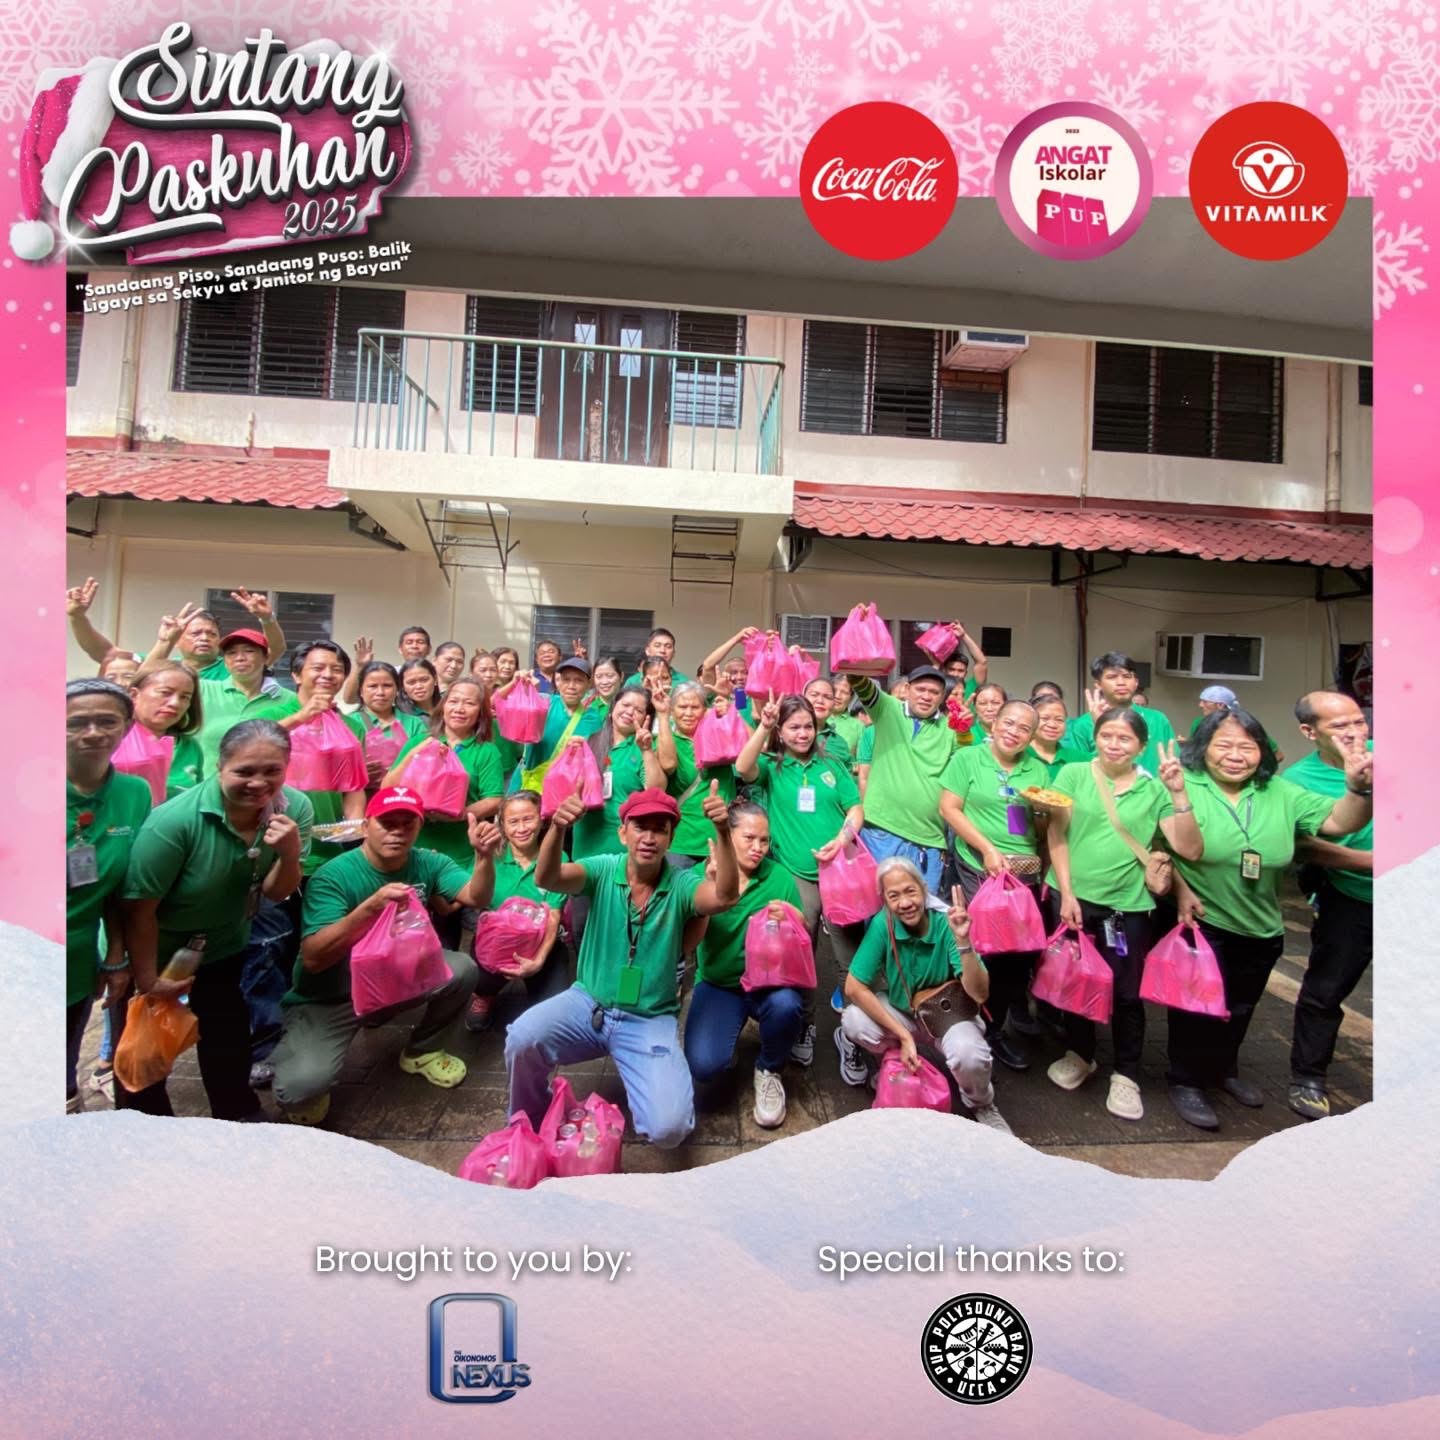 Sintang
Paskuhan
2025
"Sandaang Piso, Sandaang Puso: Balik
Ligaya sa Sekyu at Janitor ng Bayan"
Coca-Cola
2022
ANGAT
Iskolar
PUP
VITAMILK
Brought to you by:
Special thanks to:
THE
OIKONOMOS
NEXUS
PUP POLYSOUND BAND
UCCA